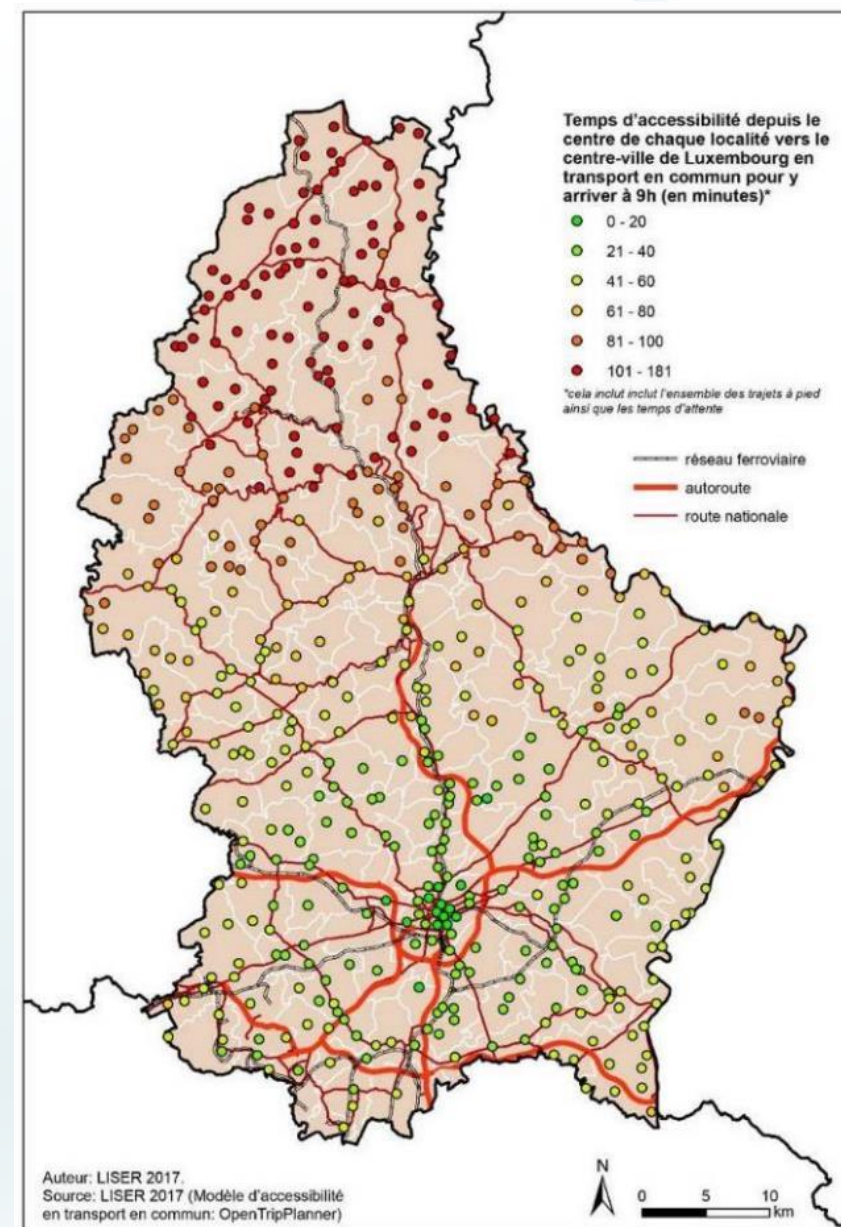 Temps d'accessibilité depuis le
centre de chaque localité vers le
centre-ville de Luxembourg en
transport en commun pour y
arriver à 9h (en minutes)*
0 - 20
21 - 40
41 - 60
61 - 80
81 - 100
101 - 181
*cela inclut inclut l'ensemble des trajets à pied
ainsi que les temps d'attente
réseau ferroviaire
autoroute
route nationale
Auteur: LISER 2017.
Source: LISER 2017 (Modèle d'accessibilité
en transport en commun: OpenTripPlanner)
N
0 5 10
km